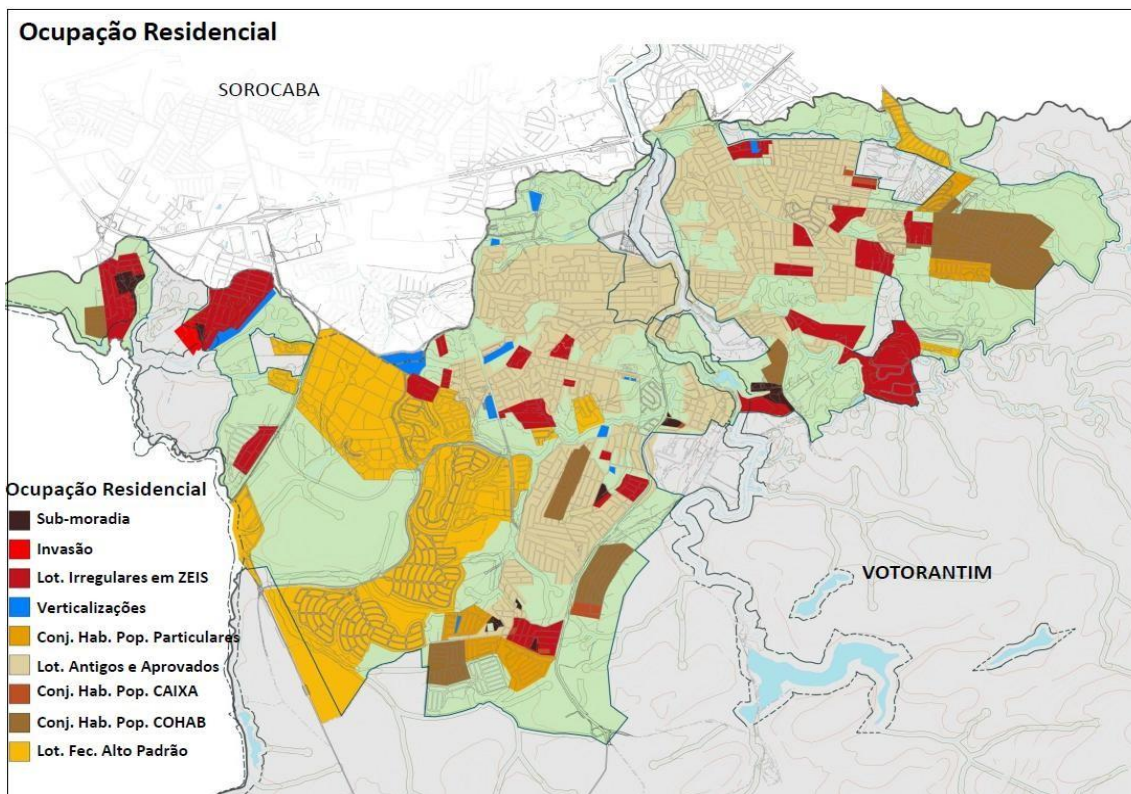 Ocupação Residencial
SOROCABA
Ocupação Residencial
Sub-moradia
Invasão
Lot. Irregulares em ZEIS
Verticalizações
Conj. Hab. Pop. Particulares
Lot. Antigos e Aprovados
Conj. Hab. Pop. CAIXA
Conj. Hab. Pop. COHAB
Lot. Fec. Alto Padrão
VOTORANTIM